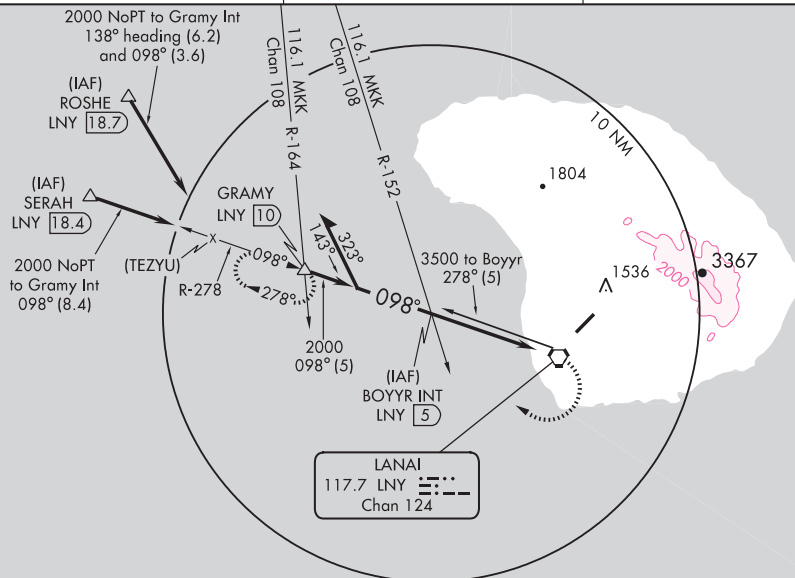 2000 NoPT to Gramy Int
138° heading (6.2)
and 098° (3.6)
(IAF)
ROSHE
LNY 18.7
(IAF)
SERAH
LNY 18.4
2000 NoPT
to Gramy Int
098° (8.4)
(TEZYU)
R-278
116.1 MKK
Chan 108
R-164
116.1 MKK
Chan 108
R-152
GRAMY
LNY 10
098°
278°
143°
323°
2000
098° (5)
098°
3500 to Boyyr
278° (5)
(IAF)
BOYYR INT
LNY 5
10 NM
1804
1536
3367
0
2000
0
LANAI
117.7 LNY
Chan 124